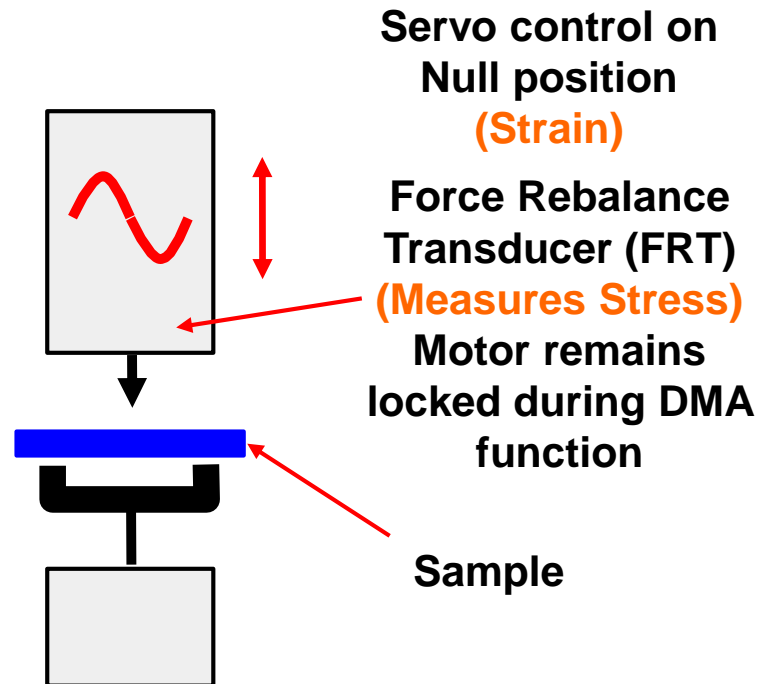 Servo control on
Null position
(Strain)
Force Rebalance
Transducer (FRT)
(Measures Stress)
Motor remains
locked during DMA
function
Sample